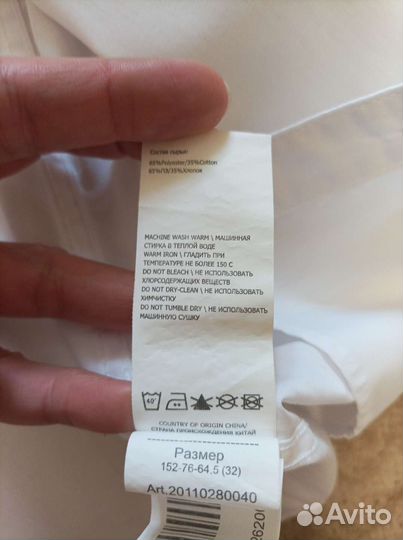 Состав сырья:
65%Polyester/35%Cotton
65%ПЭ/35%Хлопок
MACHINE WASH WARM \ МАШИННАЯ
СТИРКА В ТЕПЛОЙ ВОДЕ
WARM IRON \ ГЛАДИТЬ ПРИ
ТЕМПЕРАТУРЕ НЕ БОЛЕЕ 150 С
DO NOT BLEACH \ НЕ ИСПОЛЬЗОВАТЬ
ХЛОРСОДЕРЖАЩИХ ВЕЩЕСТВ
DO NOT DRY-CLEAN \ НЕ ИСПОЛЬЗОВАТЬ
ХИМЧИСТКУ
DO NOT TUMBLE DRY \ НЕ ИСПОЛЬЗОВАТЬ
МАШИННУЮ СУШКУ
40°
COUNTRY OF ORIGIN CHINA/
СТРАНА ПРОИСХОЖДЕНИЯ КИТАЙ
Размер
152-76-64.5 (32)
Art.20110280040
Avito